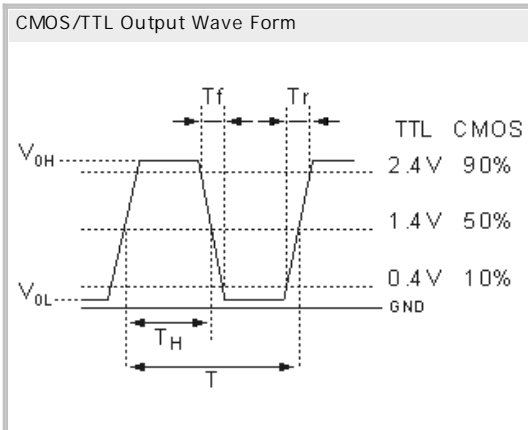 CMOS/TTL Output Wave Form
Tf Tr
TTL CMOS
V0H
2.4V 90%
1.4V 50%
0.4V 10%
V0L
GND
TH
T